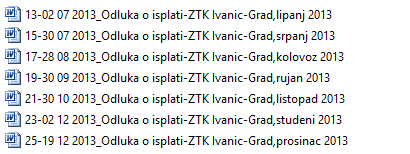 13-02 07 2013_Odluka o isplati-ZTK Ivanic-Grad,lipanj 2013
15-30 07 2013_Odluka o isplati-ZTK Ivanic-Grad,srpanj 2013
17-28 08 2013_Odluka o isplati-ZTK Ivanic-Grad,kolovoz 2013
19-30 09 2013_Odluka o isplati-ZTK Ivanic-Grad,rujan 2013
21-30 10 2013_Odluka o isplati-ZTK Ivanic-Grad,listopad 2013
23-02 12 2013_Odluka o isplati-ZTK Ivanic-Grad,studeni 2013
25-19 12 2013_Odluka o isplati-ZTK Ivanic-Grad,prosinac 2013